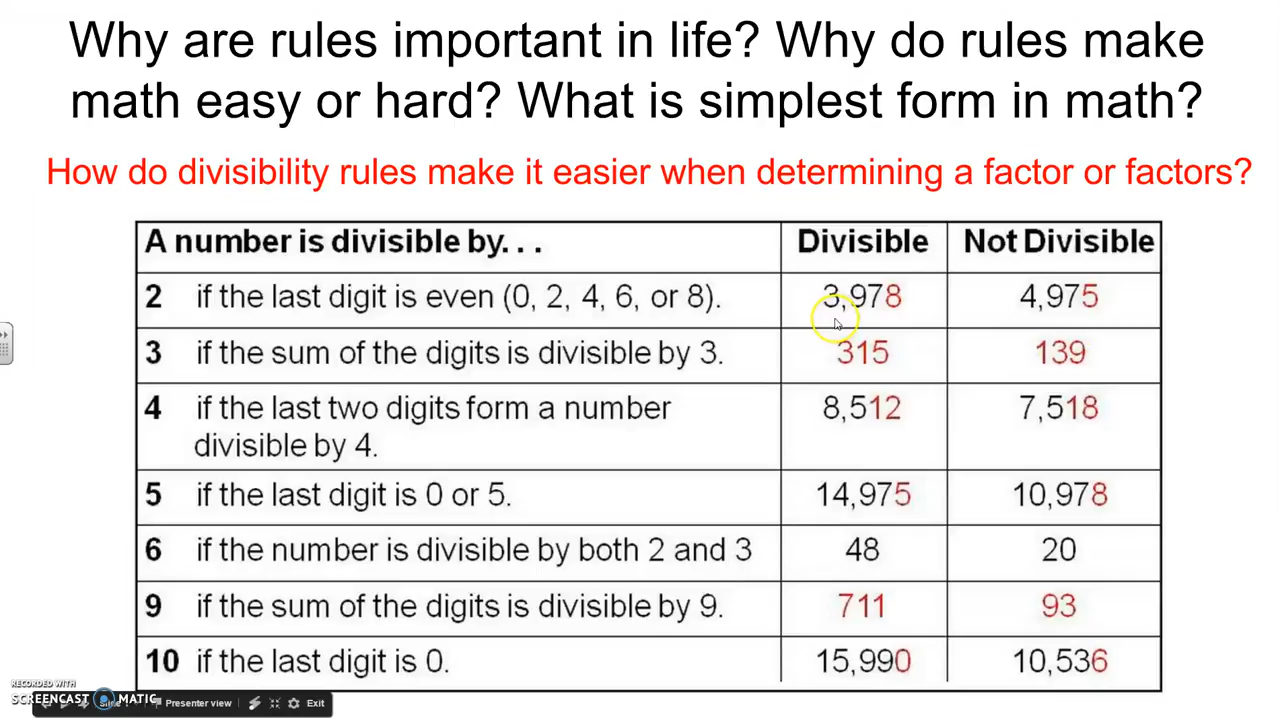 Why are rules important in life? Why do rules make
math easy or hard? What is simplest form in math?
How do divisibility rules make it easier when determining a factor or factors?
A number is divisible by. . . Divisible Not Divisible
2 if the last digit is even (0, 2, 4, 6, or 8). 3,978 4,975
3 if the sum of the digits is divisible by 3. 315 139
4 if the last two digits form a number 8,512 7,518
divisible by 4.
5 if the last digit is 0 or 5. 14,975 10,978
6 if the number is divisible by both 2 and 3 48 20
9 if the sum of the digits is divisible by 9. 711 93
10 if the last digit is 0. 15,990 10,536
RECORDED WITH
SCREENCAST MATIC
Presenter view Exit